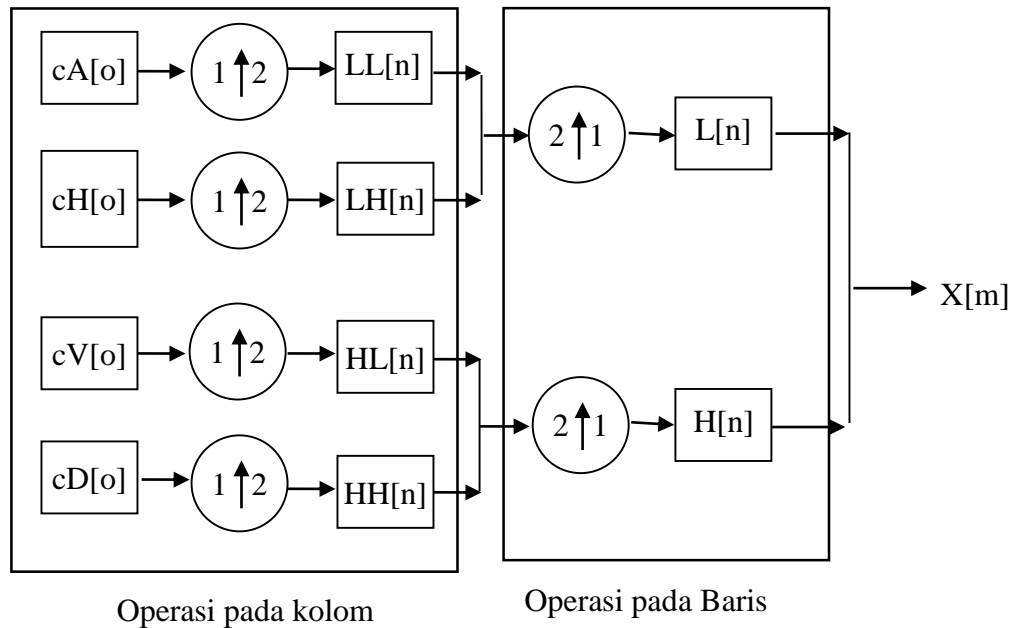 cA[o] 1 2 LL[n]
2 1 L[n]
cH[o] 1 2 LH[n]
X[m]
cV[o] 1 2 HL[n]
2 1 H[n]
cD[o] 1 2 HH[n]
Operasi pada kolom
Operasi pada Baris